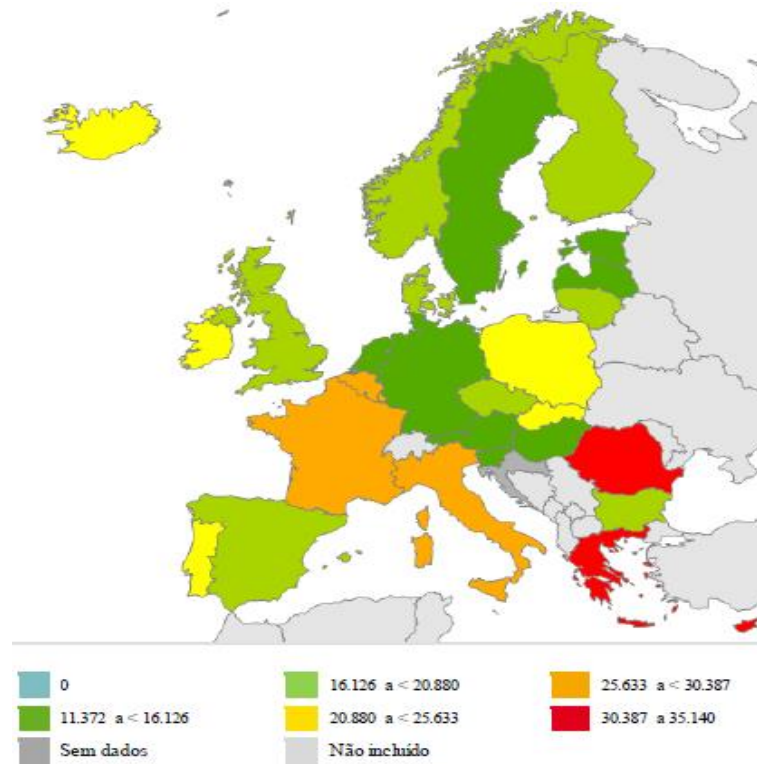 0
16.126 a < 20.880
25.633 a < 30.387
11.372 a < 16.126
20.880 a < 25.633
30.387 a 35.140
Sem dados
Não incluído